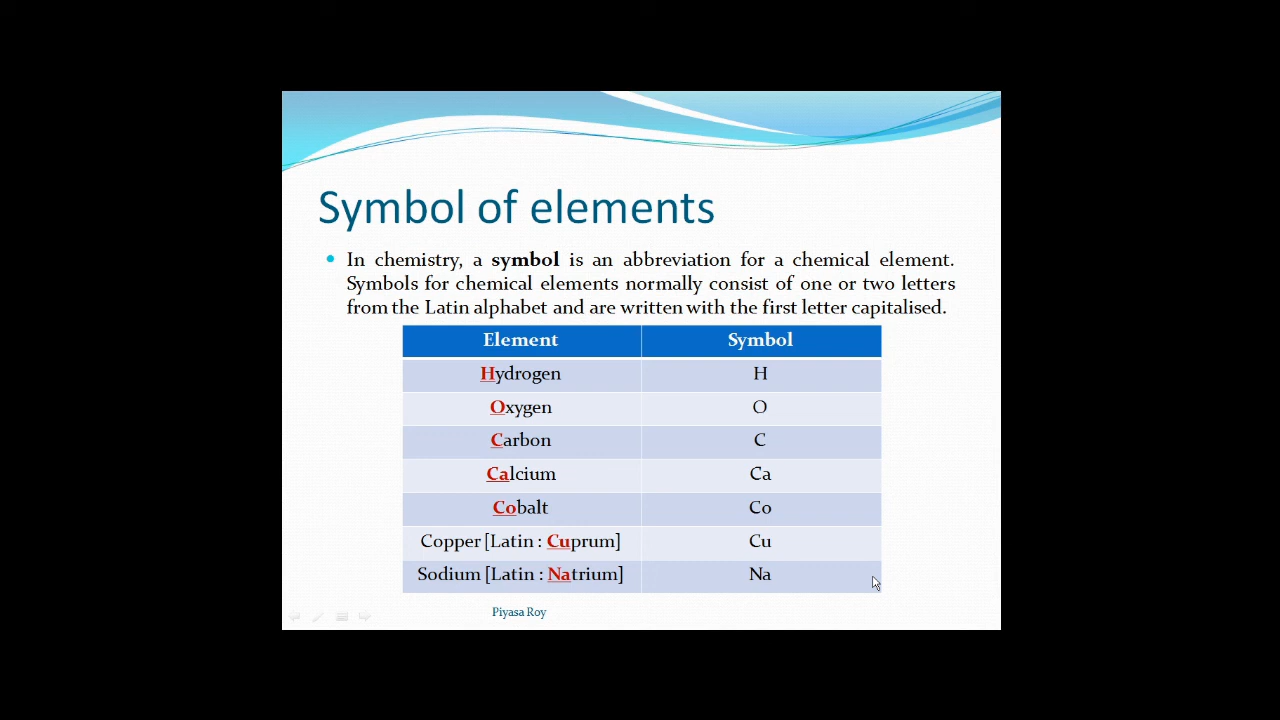 Symbol of elements
In chemistry, a symbol is an abbreviation for a chemical element.
Symbols for chemical elements normally consist of one or two letters
from the Latin alphabet and are written with the first letter capitalised.
Element Symbol
Hydrogen H
Oxygen O
Carbon C
Calcium Ca
Cobalt Co
Copper [Latin : Cuprum] Cu
Sodium [Latin : Natrium] Na
Piyasa Roy